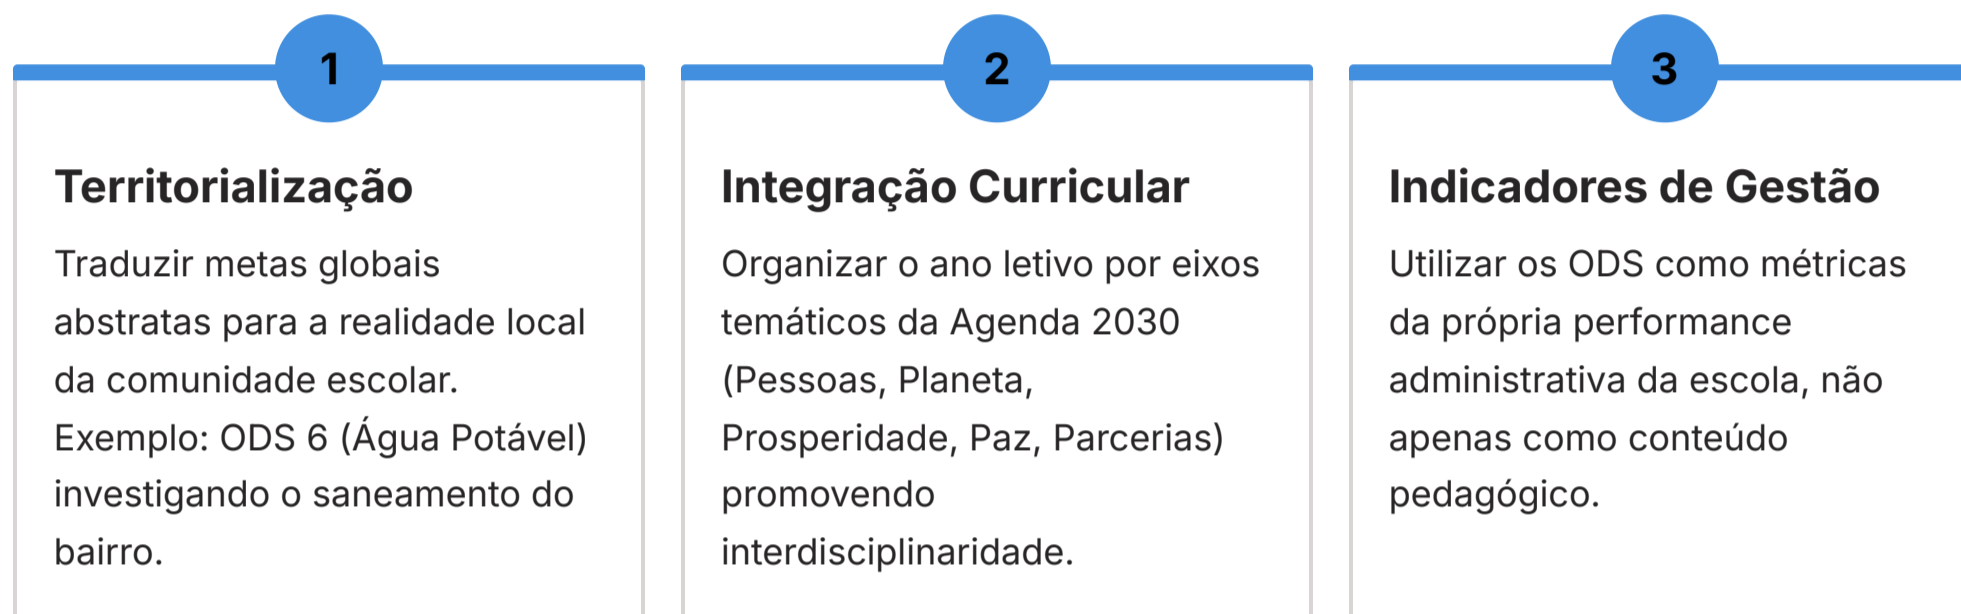 1
Territorialização
Traduzir metas globais
abstratas para a realidade local
da comunidade escolar.
Exemplo: ODS 6 (Água Potável)
investigando o saneamento do
bairro.
2
Integração Curricular
Organizar o ano letivo por eixos
temáticos da Agenda 2030
(Pessoas, Planeta,
Prosperidade, Paz, Parcerias)
promovendo
interdisciplinaridade.
3
Indicadores de Gestão
Utilizar os ODS como métricas
da própria performance
administrativa da escola, não
apenas como conteúdo
pedagógico.